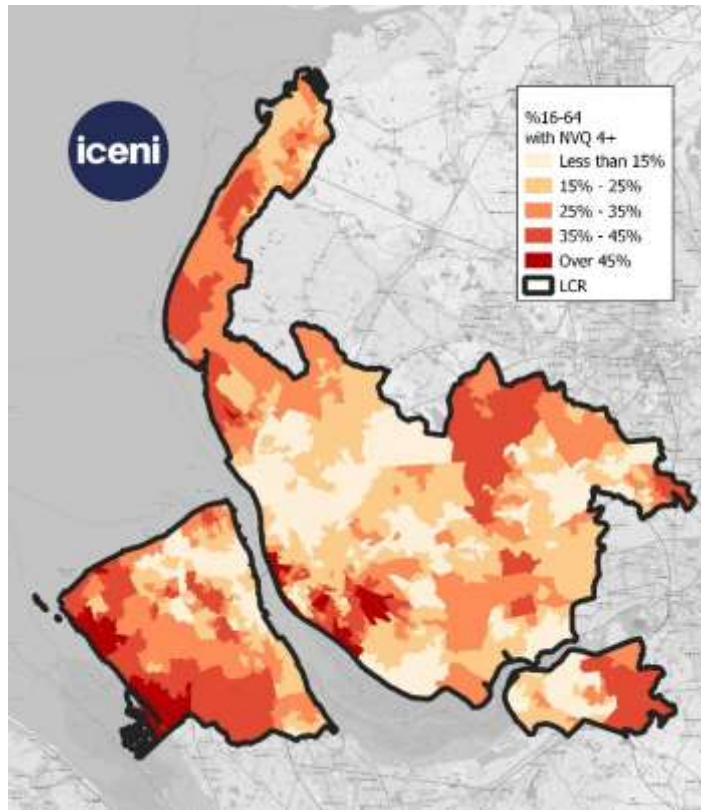 iceni
%16-64
with NVQ 4+
Less than 15%
15% - 25%
25% - 35%
35% - 45%
Over 45%
LCR